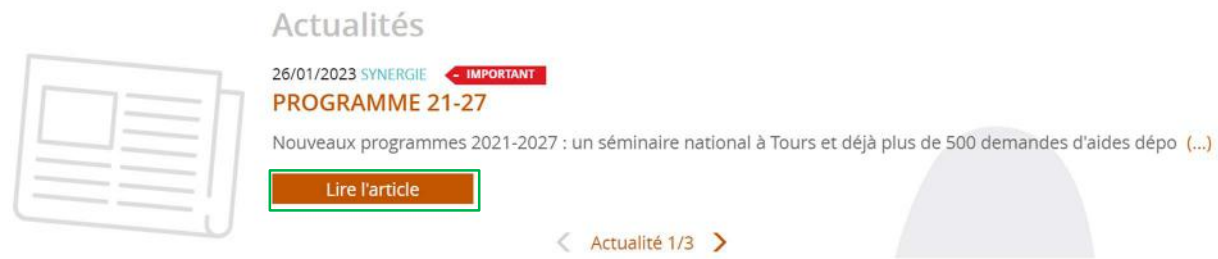 Actualités
26/01/2023 SYNERGIE - IMPORTANT
PROGRAMME 21-27
Nouveaux programmes 2021-2027 : un séminaire national à Tours et déjà plus de 500 demandes d'aides dépo (...)
Lire l'article
< Actualité 1/3 >